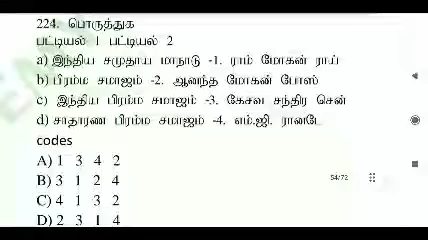 224. பொருத்துக
பட்டியல் 1 பட்டியல் 2
a) இந்திய சமுதாய மாநாடு -1. ராம் மோகன் ராய்
b) பிரம்ம சமாஜம் -2. ஆனந்த மோகன் போஸ்
c) இந்திய பிரம்ம சமாஜம் -3. கேசவ சந்திர சென்
d) சாதாரண பிரம்ம சமாஜம் -4. எம்.ஜி. ரானடே
codes
A) 1 3 4 2
B) 3 1 2 4
54/72
C) 4 1 3 2
D) 2 3 1 4